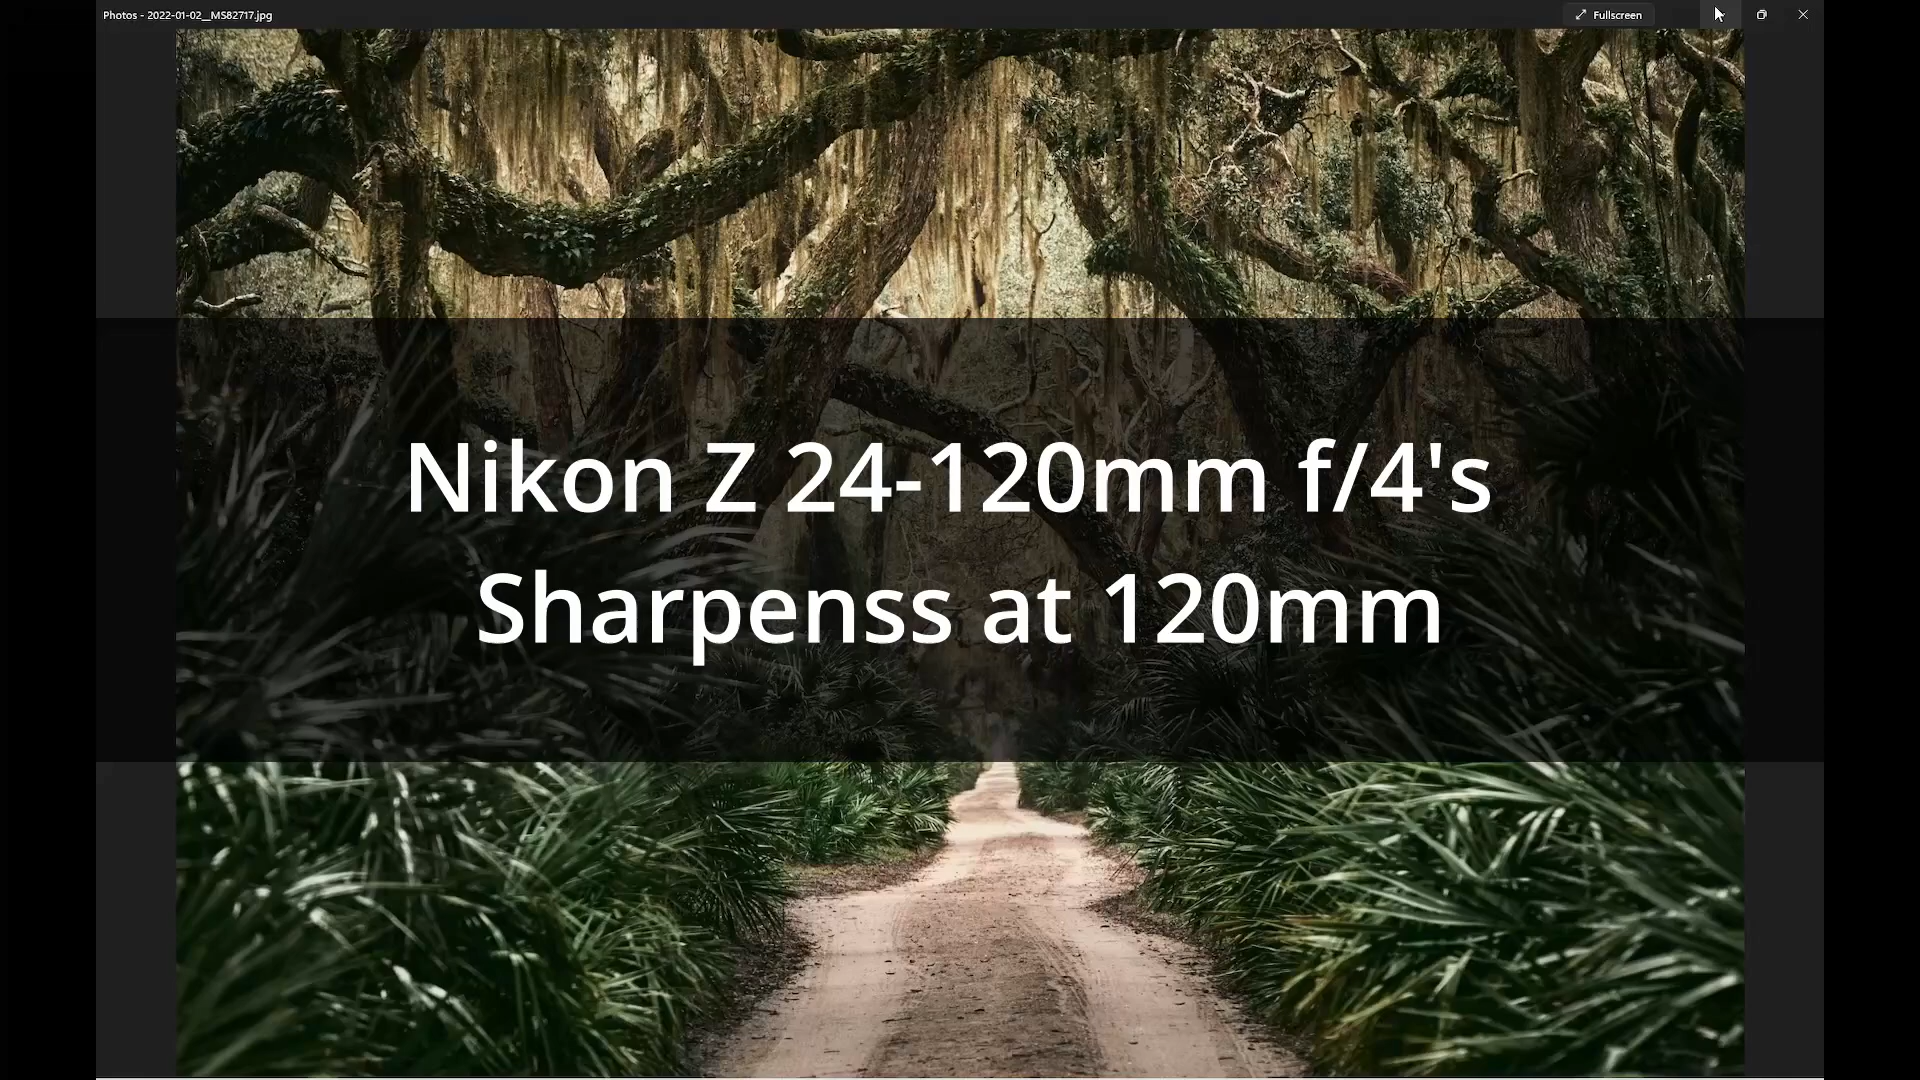 Photos - 2022-01-02__MS82717.jpg
Fullscreen
Nikon Z 24-120mm f/4's
Sharpenss at 120mm